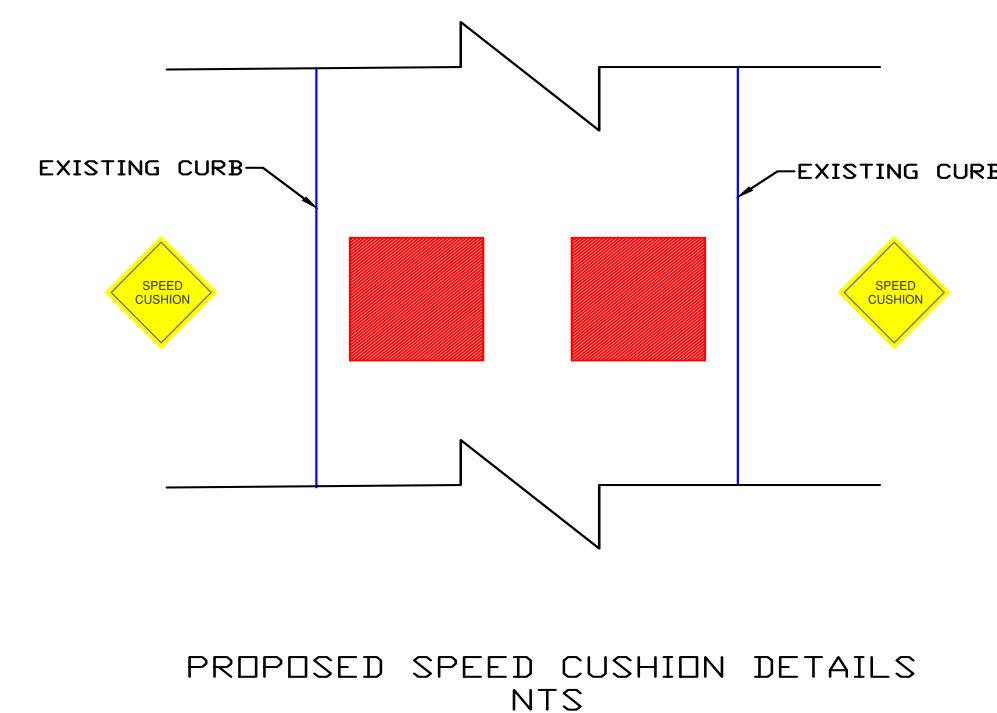 EXISTING CURB
EXISTING CURB
SPEED
CUSHION
SPEED
CUSHION
PROPOSED SPEED CUSHION DETAILS
NTS